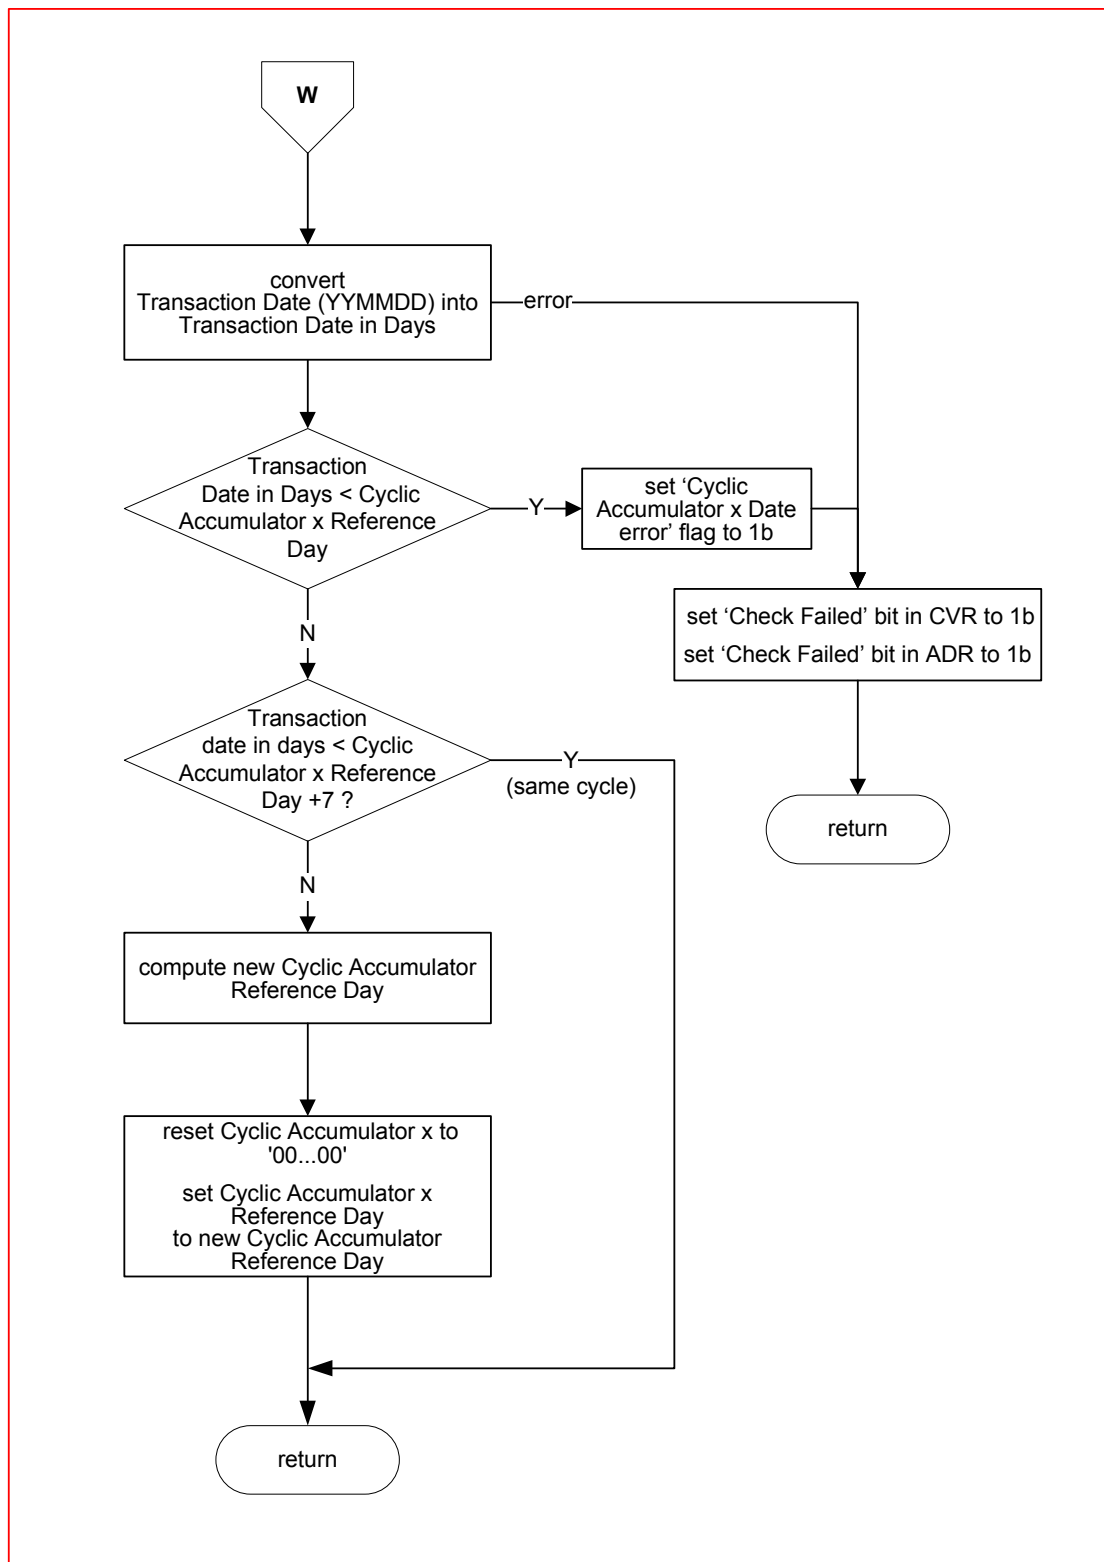 W
convert
Transaction Date (YYMMDD) into
Transaction Date in Days
error
Transaction
Date in Days < Cyclic
Accumulator x Reference
Day
Y
set ‘Cyclic
Accumulator x Date
error’ flag to 1b
set ‘Check Failed’ bit in CVR to 1b
set ‘Check Failed’ bit in ADR to 1b
N
Transaction
date in days < Cyclic
Accumulator x Reference
Day +7 ?
Y
(same cycle)
return
N
compute new Cyclic Accumulator
Reference Day
reset Cyclic Accumulator x to
'00...00'
set Cyclic Accumulator x
Reference Day
to new Cyclic Accumulator
Reference Day
return